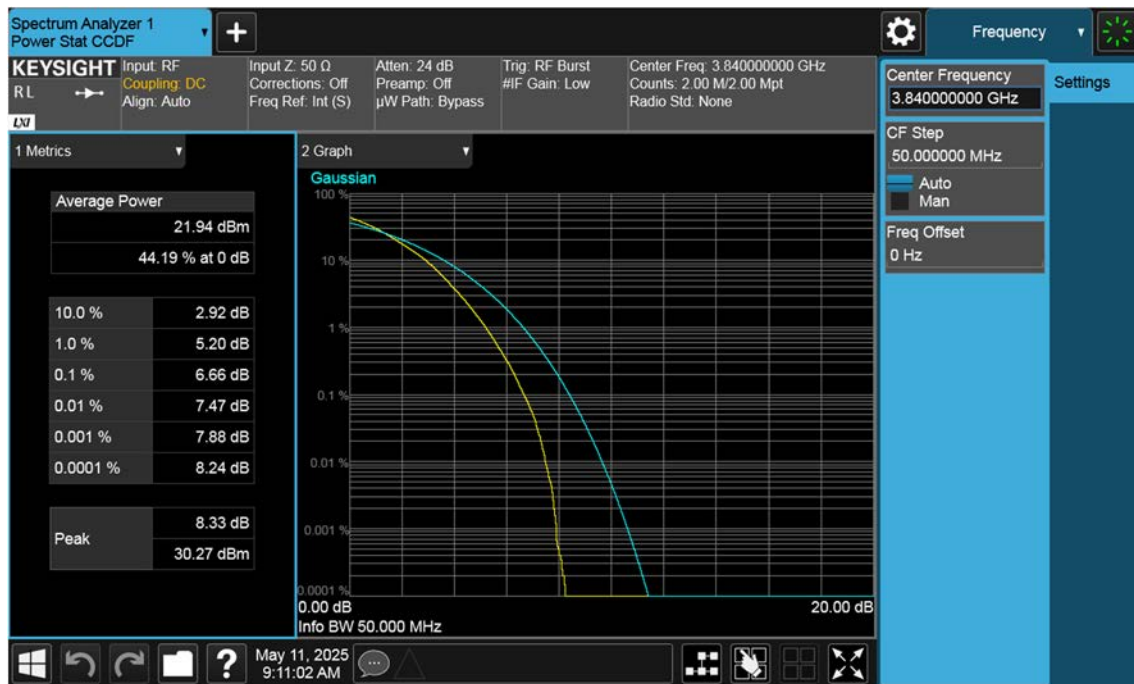 Spectrum Analyzer 1
Power Stat CCDF
Frequency
KEYSIGHT
RL
LXI
Input: RF
Coupling: DC
Align: Auto
Input Z: 50 Ω
Corrections: Off
Freq Ref: Int (S)
Atten: 24 dB
Preamp: Off
µW Path: Bypass
Trig: RF Burst
#IF Gain: Low
Center Freq: 3.840000000 GHz
Counts: 2.00 M/2.00 Mpt
Radio Std: None
1 Metrics
Average Power
21.94 dBm
44.19 % at 0 dB
10.0 % 2.92 dB
1.0 % 5.20 dB
0.1 % 6.66 dB
0.01 % 7.47 dB
0.001 % 7.88 dB
0.0001 % 8.24 dB
Peak
8.33 dB
30.27 dBm
2 Graph
Gaussian
100 %
10 %
1 %
0.1 %
0.01 %
0.001 %
0.0001 %
0.00 dB 20.00 dB
Info BW 50.000 MHz
Center Frequency
3.840000000 GHz
CF Step
50.000000 MHz
Auto
Man
Freq Offset
0 Hz
Settings
?
May 11, 2025
9:11:02 AM